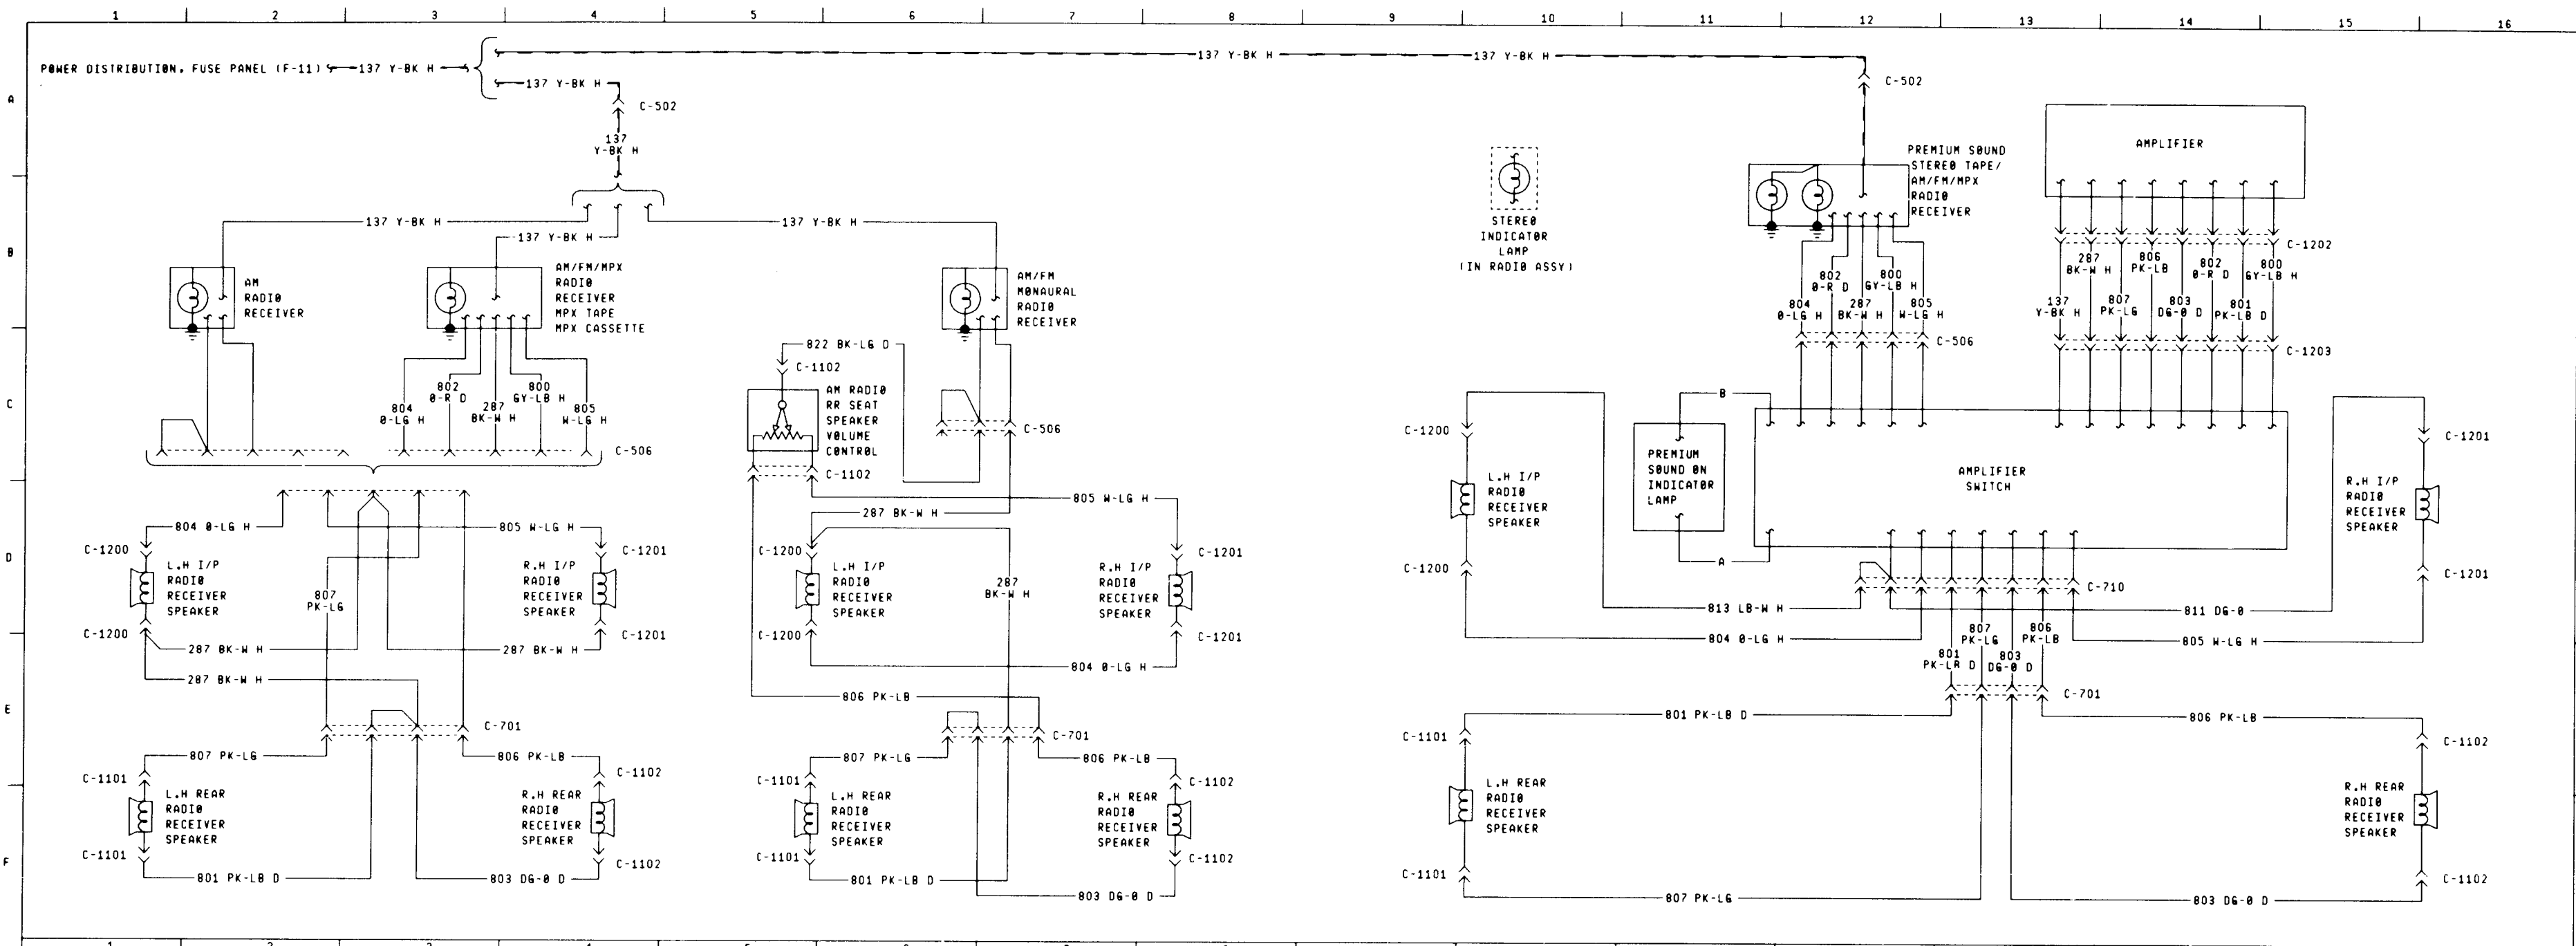 1 2 3 4 5 6 7 8 9 10 11 12 13 14 15 16
A
B
C
D
E
F
POWER DISTRIBUTION, FUSE PANEL (F-11) 137 Y-BK H
137 Y-BK H
137 Y-BK H
137 Y-BK H
C-502
137
Y-BK H
137 Y-BK H
137 Y-BK H
137 Y-BK H
AM
RADIO
RECEIVER
AM/FM/MPX
RADIO
RECEIVER
MPX TAPE
MPX CASSETTE
804
O-LG H
802
O-R D
287
BK-W H
800
GY-LB H
805
W-LG H
C-506
804 O-LG H
805 W-LG H
C-1200
C-1201
L.H I/P
RADIO
RECEIVER
SPEAKER
807
PK-LG
R.H I/P
RADIO
RECEIVER
SPEAKER
C-1200
C-1201
287 BK-W H
287 BK-W H
287 BK-W H
C-701
807 PK-LG
806 PK-LB
C-1101
C-1102
L.H REAR
RADIO
RECEIVER
SPEAKER
R.H REAR
RADIO
RECEIVER
SPEAKER
C-1101
C-1102
801 PK-LB D
803 DG-O D
AM/FM
MONAURAL
RADIO
RECEIVER
822 BK-LG D
C-1102
AM RADIO
RR SEAT
SPEAKER
VOLUME
CONTROL
C-506
C-1102
805 W-LG H
287 BK-W H
C-1200
C-1201
L.H I/P
RADIO
RECEIVER
SPEAKER
287
BK-W H
R.H I/P
RADIO
RECEIVER
SPEAKER
C-1200
C-1201
804 O-LG H
806 PK-LB
C-701
807 PK-LG
806 PK-LB
C-1101
C-1102
L.H REAR
RADIO
RECEIVER
SPEAKER
R.H REAR
RADIO
RECEIVER
SPEAKER
C-1101
C-1102
801 PK-LB D
803 DG-O D
STEREO
INDICATOR
LAMP
(IN RADIO ASSY)
C-502
PREMIUM SOUND
STEREO TAPE/
AM/FM/MPX
RADIO
RECEIVER
AMPLIFIER
C-1202
804
O-LG H
802
O-R D
287
BK-W H
800
GY-LB H
805
W-LG H
C-506
137
Y-BK H
287
BK-W H
807
PK-LG
806
PK-LB
803
DG-O D
802
O-R D
801
PK-LB D
800
GY-LB H
C-1203
B
C-1200
C-1201
PREMIUM
SOUND ON
INDICATOR
LAMP
AMPLIFIER
SWITCH
L.H I/P
RADIO
RECEIVER
SPEAKER
R.H I/P
RADIO
RECEIVER
SPEAKER
A
C-1200
C-1201
C-710
813 LB-W H
811 DG-O
804 O-LG H
807
PK-LG
806
PK-LB
805 W-LG H
801
PK-LB D
803
DG-O D
C-701
801 PK-LB D
806 PK-LB
C-1101
C-1102
L.H REAR
RADIO
RECEIVER
SPEAKER
R.H REAR
RADIO
RECEIVER
SPEAKER
C-1101
C-1102
807 PK-LG
803 DG-O D